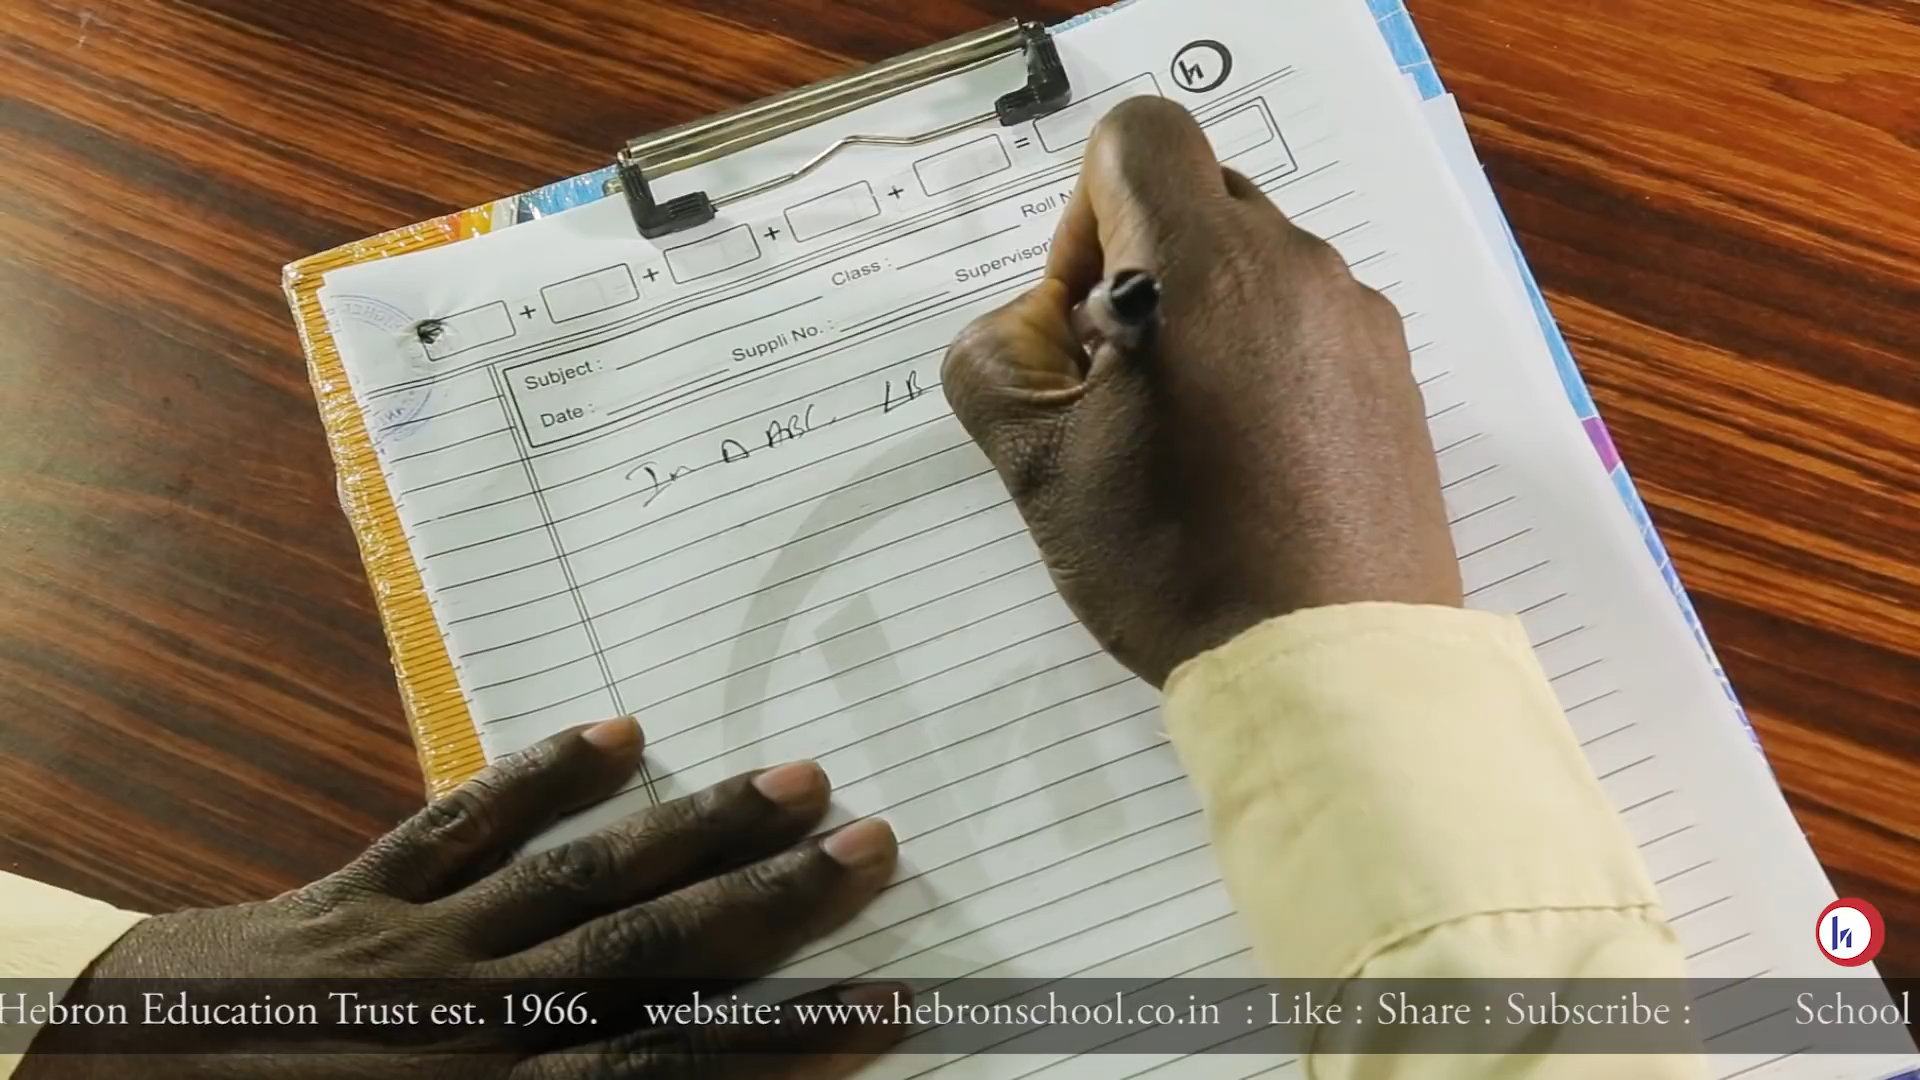 + + + + =
Subject : Class : Roll N
Date : Suppli No. : Supervisor'
In Δ ABC. ∠B
Hebron Education Trust est. 1966. website: www.hebronschool.co.in : Like : Share : Subscribe : School